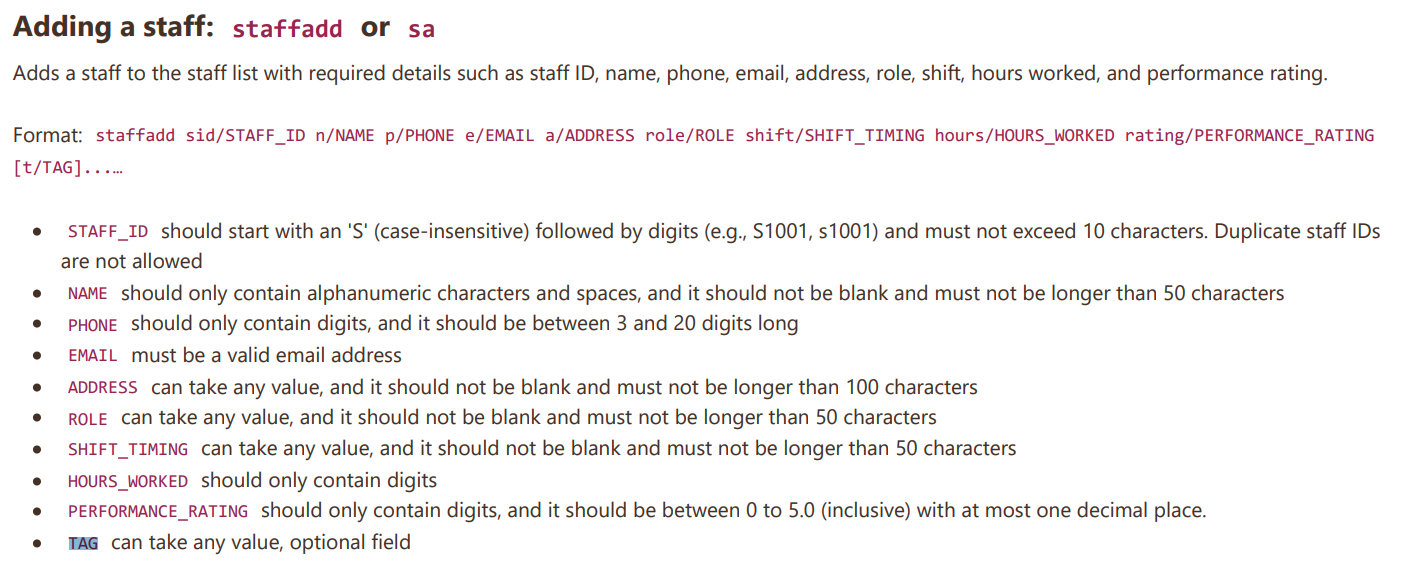 Adding a staff: staffadd or sa
Adds a staff to the staff list with required details such as staff ID, name, phone, email, address, role, shift, hours worked, and performance rating.
Format: staffadd sid/STAFF_ID n/NAME p/PHONE e/EMAIL a/ADDRESS role/ROLE shift/SHIFT_TIMING hours/HOURS_WORKED rating/PERFORMANCE_RATING
[t/TAG]...…
• STAFF_ID should start with an 'S' (case-insensitive) followed by digits (e.g., S1001, s1001) and must not exceed 10 characters. Duplicate staff IDs
are not allowed
• NAME should only contain alphanumeric characters and spaces, and it should not be blank and must not be longer than 50 characters
• PHONE should only contain digits, and it should be between 3 and 20 digits long
• EMAIL must be a valid email address
• ADDRESS can take any value, and it should not be blank and must not be longer than 100 characters
• ROLE can take any value, and it should not be blank and must not be longer than 50 characters
• SHIFT_TIMING can take any value, and it should not be blank and must not be longer than 50 characters
• HOURS_WORKED should only contain digits
• PERFORMANCE_RATING should only contain digits, and it should be between 0 to 5.0 (inclusive) with at most one decimal place.
• TAG can take any value, optional field